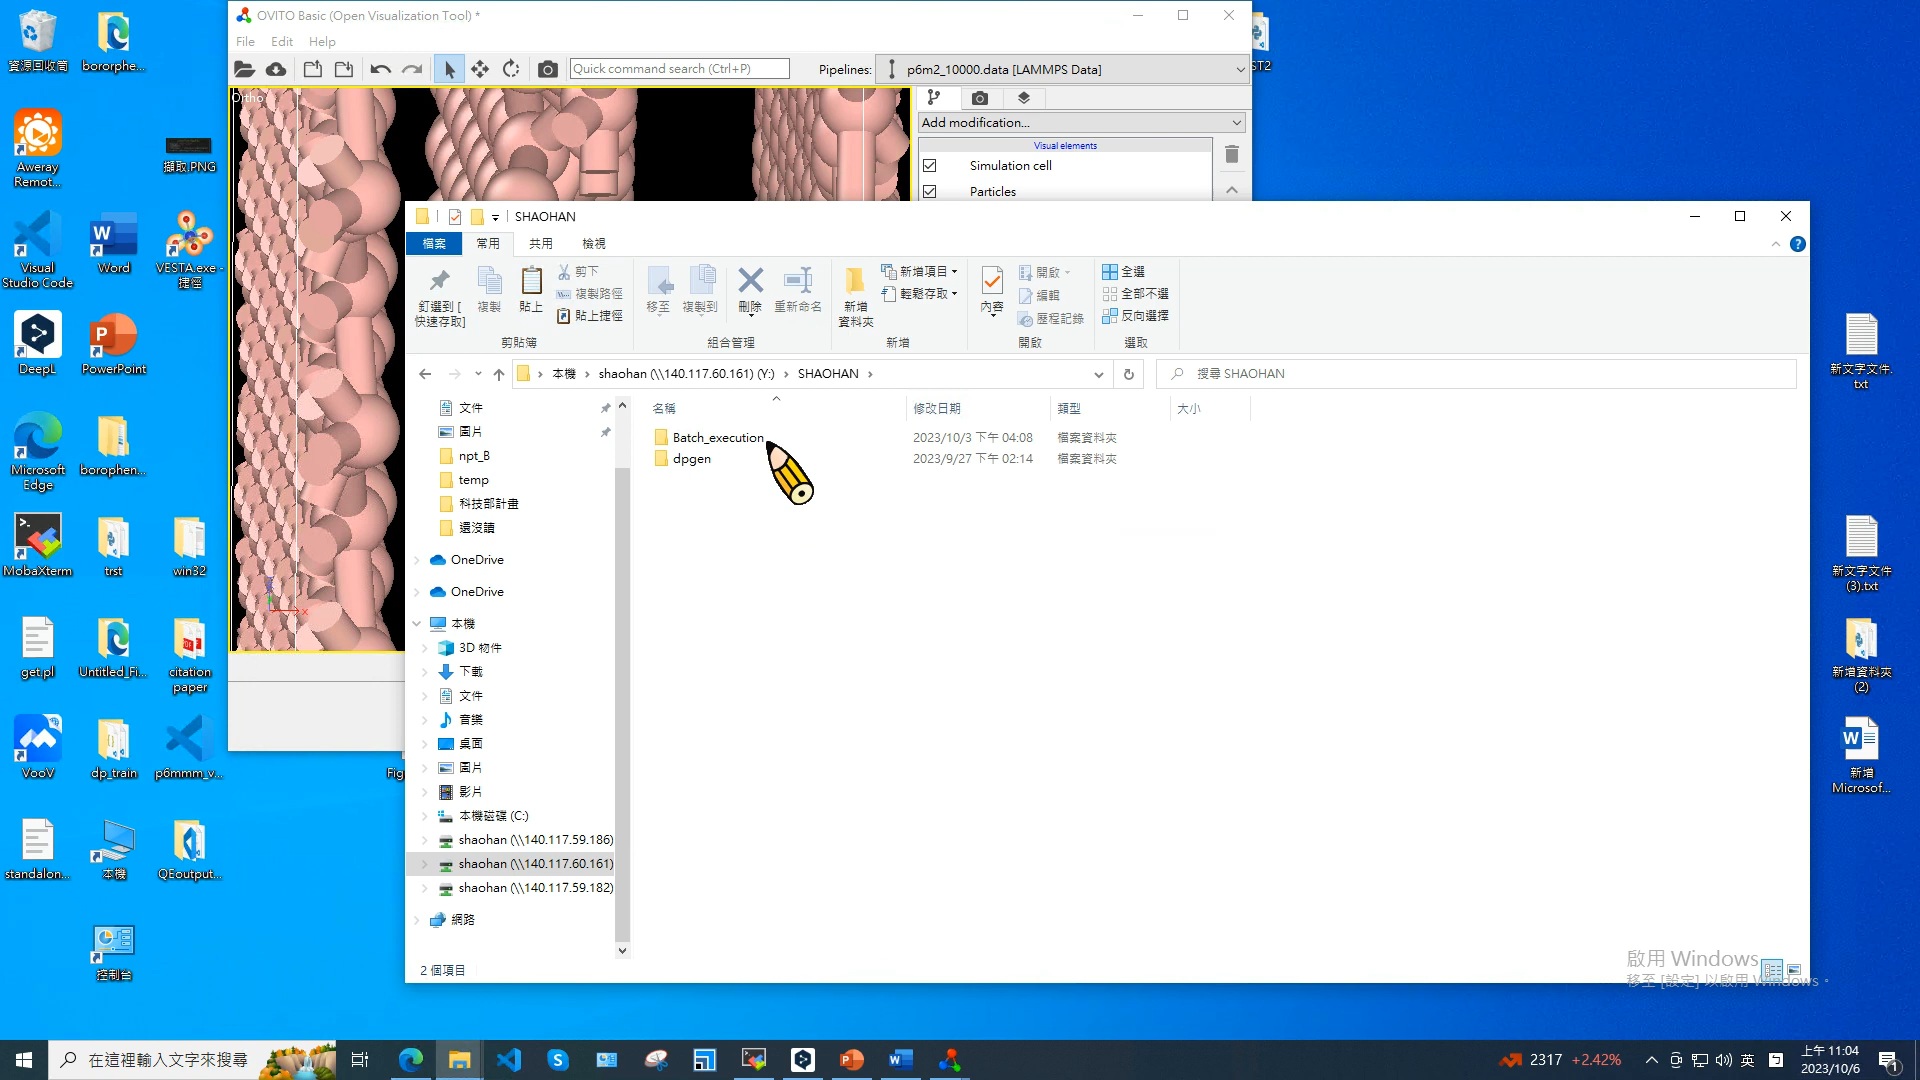 資源回收筒
bororphe...
Aweray
Remot...
擷取.PNG
Visual
Studio Code
Word
VESTA.exe -
捷徑
DeepL
PowerPoint
Microsoft
Edge
borophen...
MobaXterm
trst
win32
get.pl
Untitled_Fi...
citation
paper
VooV
dp_train
p6mmm_v...
standalon...
本機
QEoutput...
控制台
OVITO Basic (Open Visualization Tool) *
File
Edit
Help
Quick command search (Ctrl+P)
Pipelines:
p6m2_10000.data [LAMMPS Data]
Ortho
Add modification...
Visual elements
Simulation cell
Particles
x
Fig
ST2
SHAOHAN
檔案
常用
共用
檢視
釘選到 [
快速存取]
複製
貼上
剪下
複製路徑
貼上捷徑
剪貼簿
移至
複製到
刪除
重新命名
組合管理
新增
資料夾
新增項目
輕鬆存取
新增
內容
開啟
編輯
歷程記錄
開啟
全選
全部不選
反向選擇
選取
本機
shaohan (\\140.117.60.161) (Y:)
SHAOHAN
搜尋 SHAOHAN
文件
圖片
npt_B
temp
科技部計畫
還沒讀
OneDrive
OneDrive
本機
3D 物件
下載
文件
音樂
桌面
圖片
影片
本機磁碟 (C:)
shaohan (\\140.117.59.186)
shaohan (\\140.117.60.161)
shaohan (\\140.117.59.182)
網路
名稱
修改日期
類型
大小
Batch_execution
2023/10/3 下午 04:08
檔案資料夾
dpgen
2023/9/27 下午 02:14
檔案資料夾
2 個項目
新文字文件.
txt
新文字文件
(3).txt
新增資料夾
(2)
新增
Microsof...
啟用 Windows
移至 [設定] 以啟用 Windows。
在這裡輸入文字來搜尋
2317 +2.42%
英
上午 11:04
2023/10/6
1